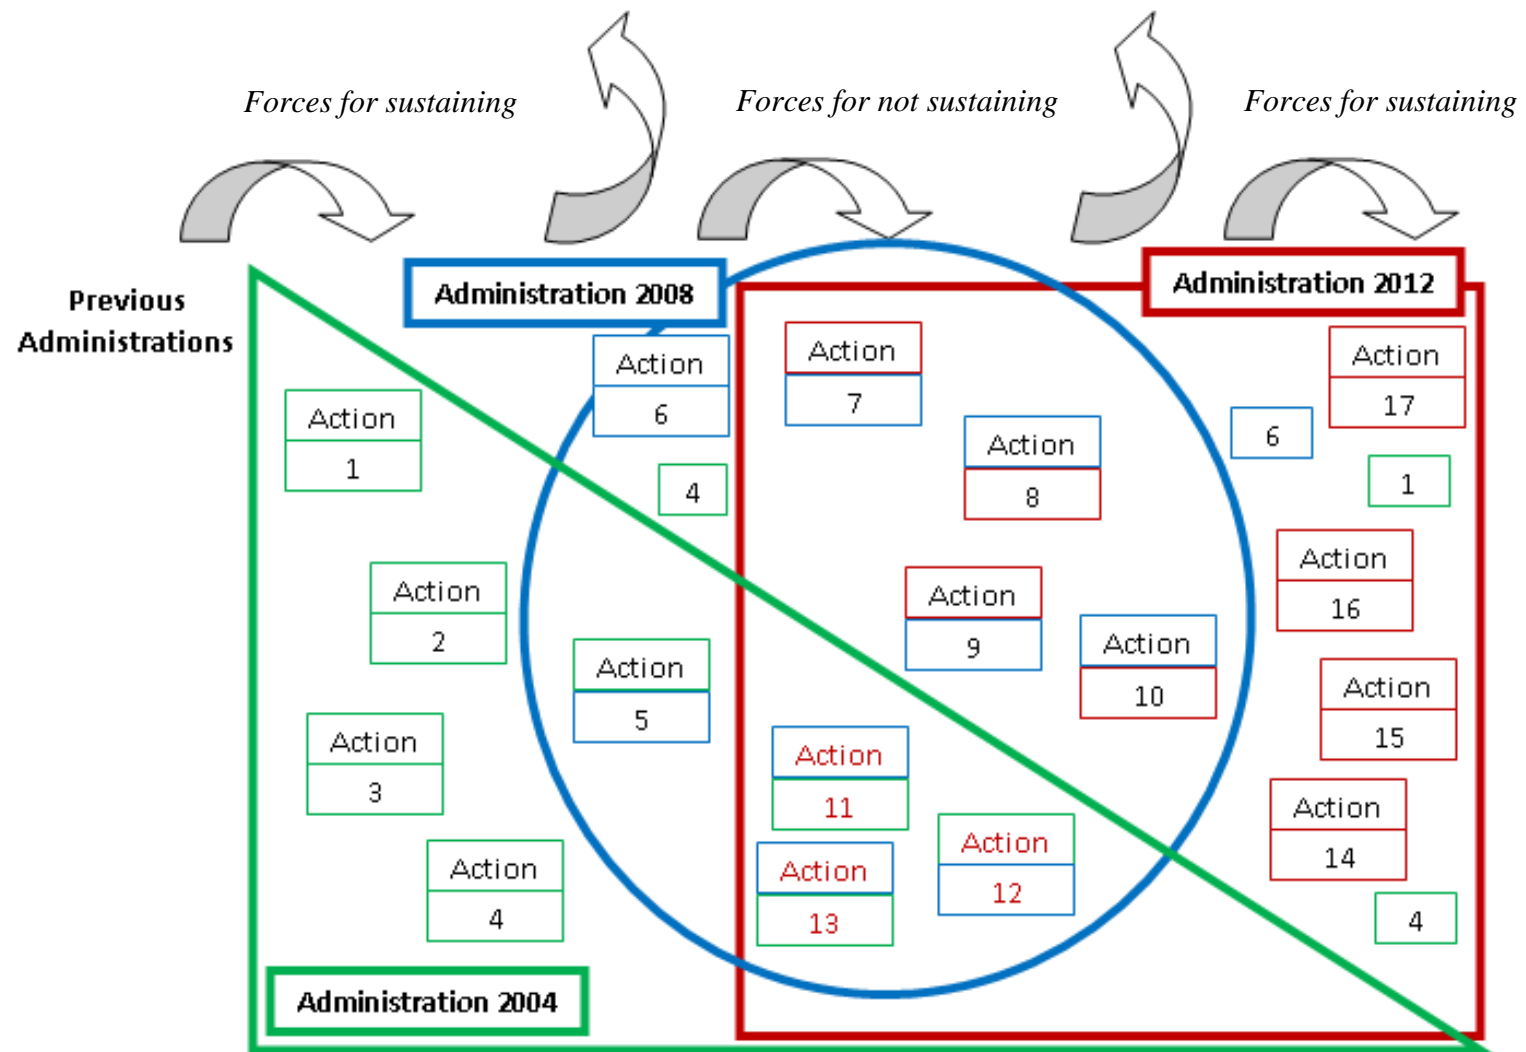 Forces for sustaining
Forces for not sustaining
Forces for sustaining
Previous
Administrations
Administration 2008
Administration 2012
Action
6
Action
7
Action
17
Action
1
4
Action
8
6
1
Action
2
Action
5
Action
9
Action
10
Action
16
Action
3
Action
11
Action
15
Action
4
Action
13
Action
12
Action
14
4
Administration 2004